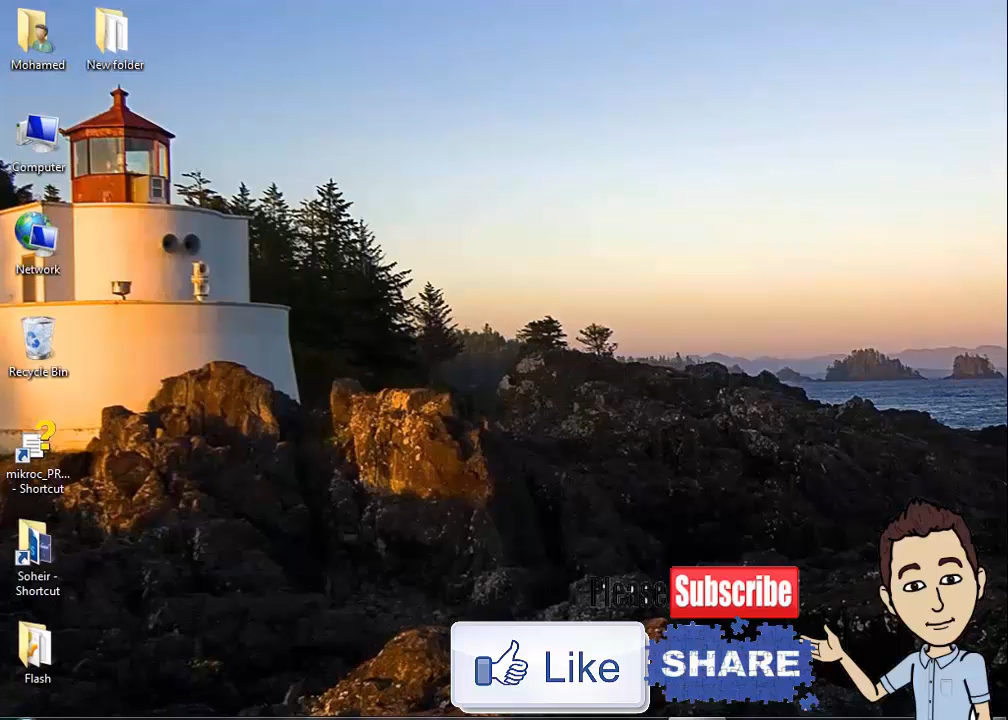 Mohamed
New folder
Computer
Network
Recycle Bin
mikroc_PR...
- Shortcut
Soheir -
Shortcut
Flash
Please Subscribe
Like
SHARE